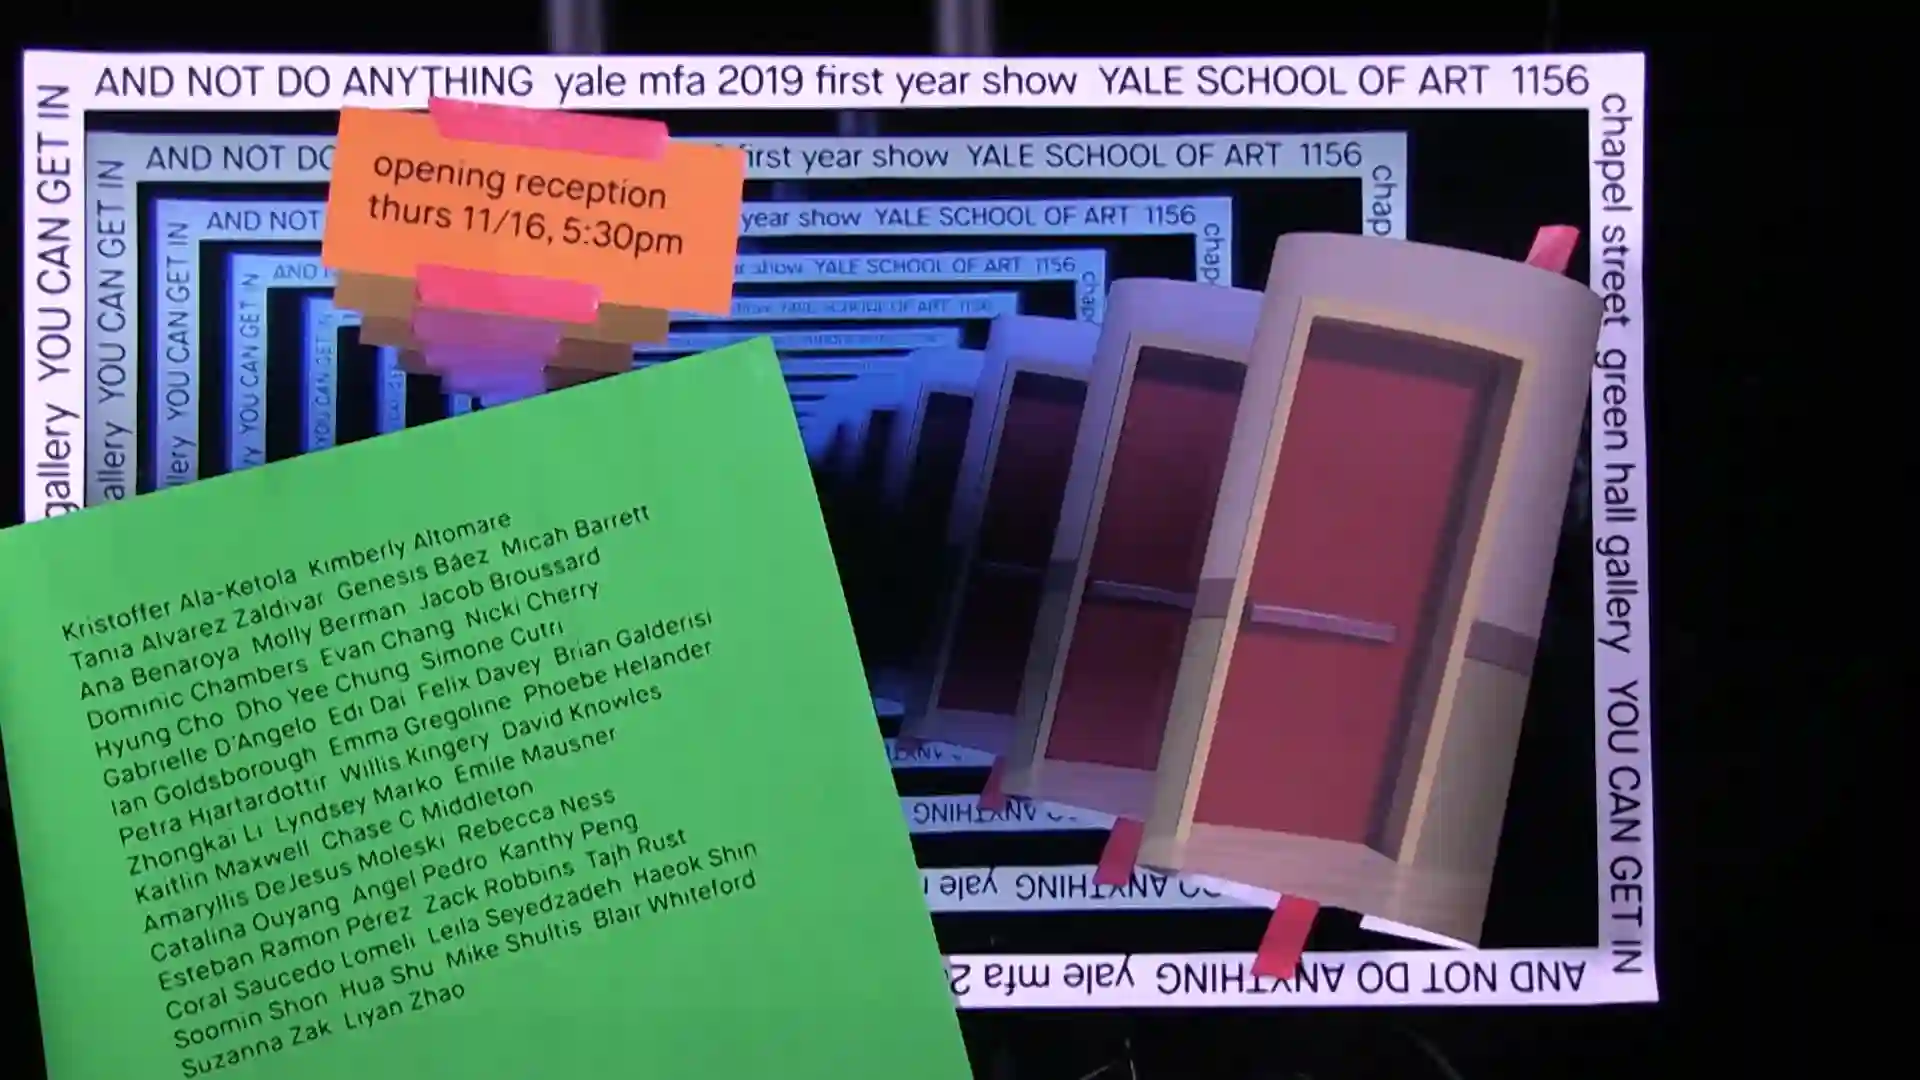 AND NOT DO ANYTHING yale mfa 2019 first year show YALE SCHOOL OF ART 1156
chapel street green hall gallery YOU CAN GET IN
AND NOT DO ANYTHING yale mfa 2
gallery YOU CAN GET IN
AND NOT DO
first year show YALE SCHOOL OF ART 1156
chap
ANYTHING yale
allery YOU CAN GET IN
AND NOT
year show YALE SCHOOL OF ART 1156
chap
ANYTHING
llery YOU CAN GET IN
AND
show YALE SCHOOL OF ART 1156
YOU CAN GET IN
YOU CAN GET IN
opening reception
thurs 11/16, 5:30pm
Kristoffer Ala-Ketola Kimberly Altomare
Tania Alvarez Zaldivar Genesis Báez Micah Barrett
Ana Benaroya Molly Berman Jacob Broussard
Dominic Chambers Evan Chang Nicki Cherry
Hyung Cho Dho Yee Chung Simone Cutri
Gabrielle D'Angelo Edi Dai Felix Davey Brian Galderisi
Ian Goldsborough Emma Gregoline Phoebe Helander
Petra Hjartardottir Willis Kingery David Knowles
Zhongkai Li Lyndsey Marko Emile Mausner
Kaitlin Maxwell Chase C Middleton
Amaryllis DeJesus Moleski Rebecca Ness
Catalina Ouyang Angel Pedro Kanthy Peng
Esteban Ramon Pérez Zack Robbins Tajh Rust
Coral Saucedo Lomeli Leila Seyedzadeh Haeok Shin
Soomin Shon Hua Shu Mike Shultis Blair Whiteford
Suzanna Zak Liyan Zhao